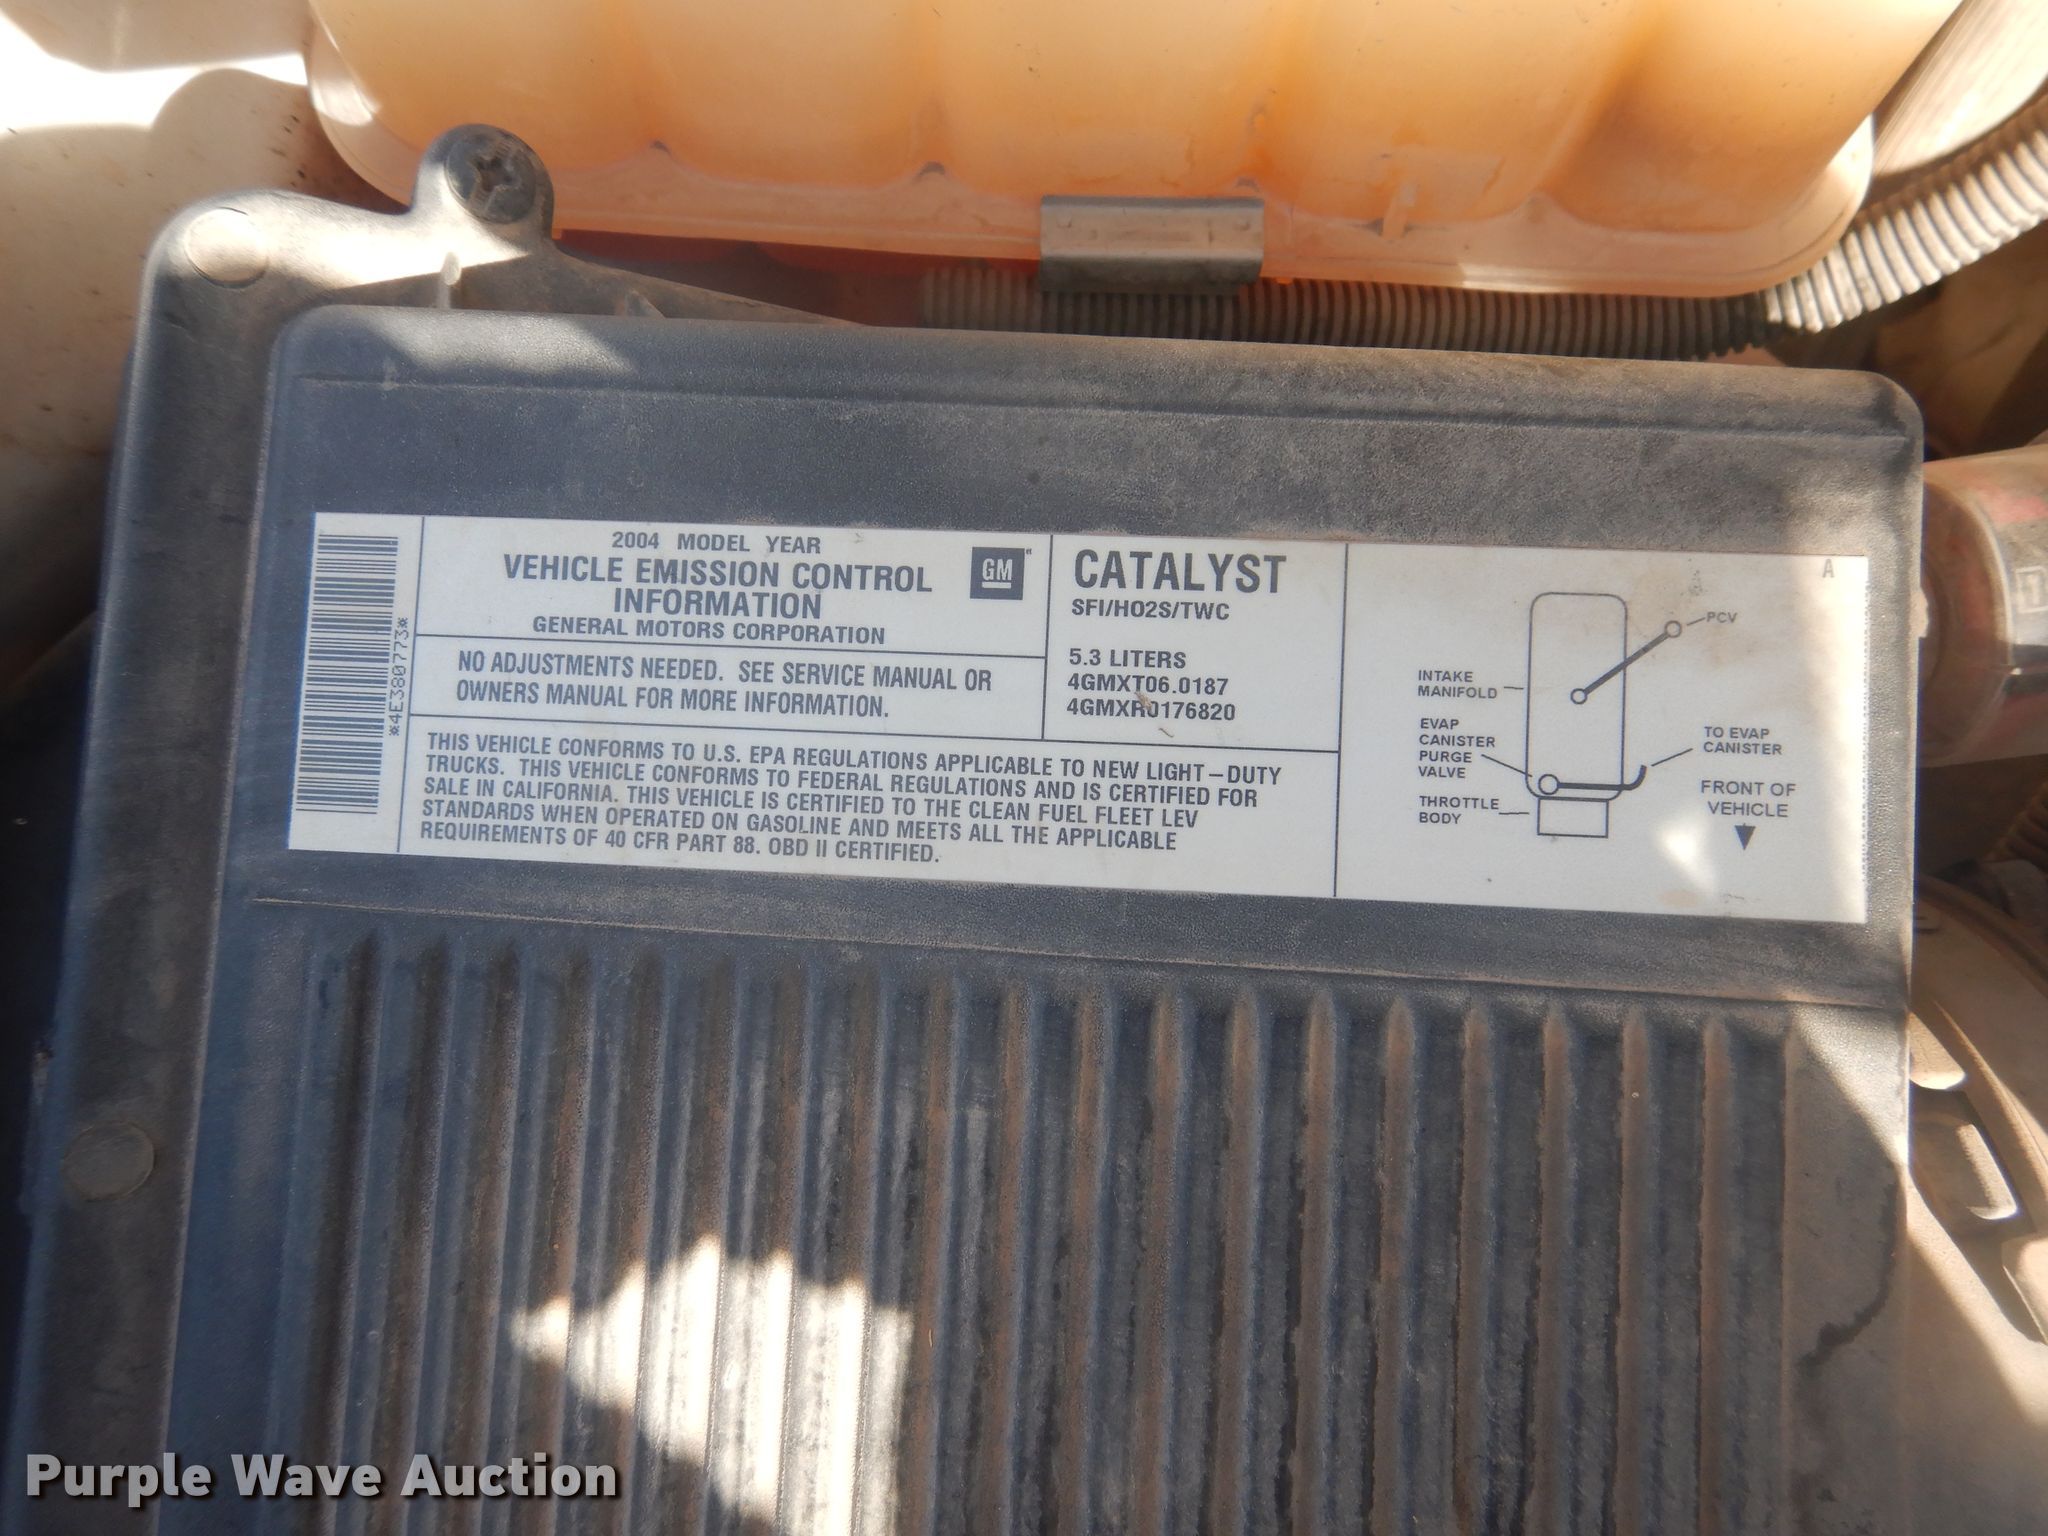 *4E380773*
2004 MODEL YEAR
VEHICLE EMISSION CONTROL
INFORMATION
GENERAL MOTORS CORPORATION
GM
NO ADJUSTMENTS NEEDED. SEE SERVICE MANUAL OR
OWNERS MANUAL FOR MORE INFORMATION.
CATALYST
SFI/HO2S/TWC
5.3 LITERS
4GMXT06.0187
4GMXR0176820
THIS VEHICLE CONFORMS TO U.S. EPA REGULATIONS APPLICABLE TO NEW LIGHT-DUTY
TRUCKS. THIS VEHICLE CONFORMS TO FEDERAL REGULATIONS AND IS CERTIFIED FOR
SALE IN CALIFORNIA. THIS VEHICLE IS CERTIFIED TO THE CLEAN FUEL FLEET LEV
STANDARDS WHEN OPERATED ON GASOLINE AND MEETS ALL THE APPLICABLE
REQUIREMENTS OF 40 CFR PART 88. OBD II CERTIFIED.
A
PCV
INTAKE
MANIFOLD
EVAP
CANISTER
PURGE
VALVE
THROTTLE
BODY
TO EVAP
CANISTER
FRONT OF
VEHICLE
Purple Wave Auction